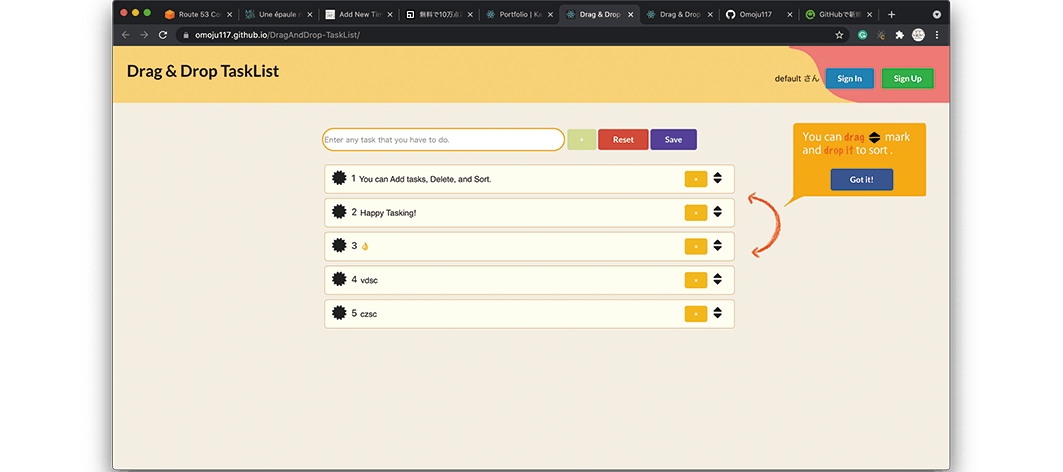 Route 53 Co
Une épaule n
Add New Tim
無料で10万点
Portfolio | Ke
Drag & Drop
Drag & Drop
Omoju117
GitHubで新規
omoju117.github.io/DragAndDrop-TaskList/
Drag & Drop TaskList
default さん
Sign In
Sign Up
Enter any task that you have to do.
+
Reset
Save
You can drag mark
and drop it to sort .
Got it!
1 You can Add tasks, Delete, and Sort.
×
2 Happy Tasking!
×
3 👌
×
4 vdsc
×
5 czsc
×